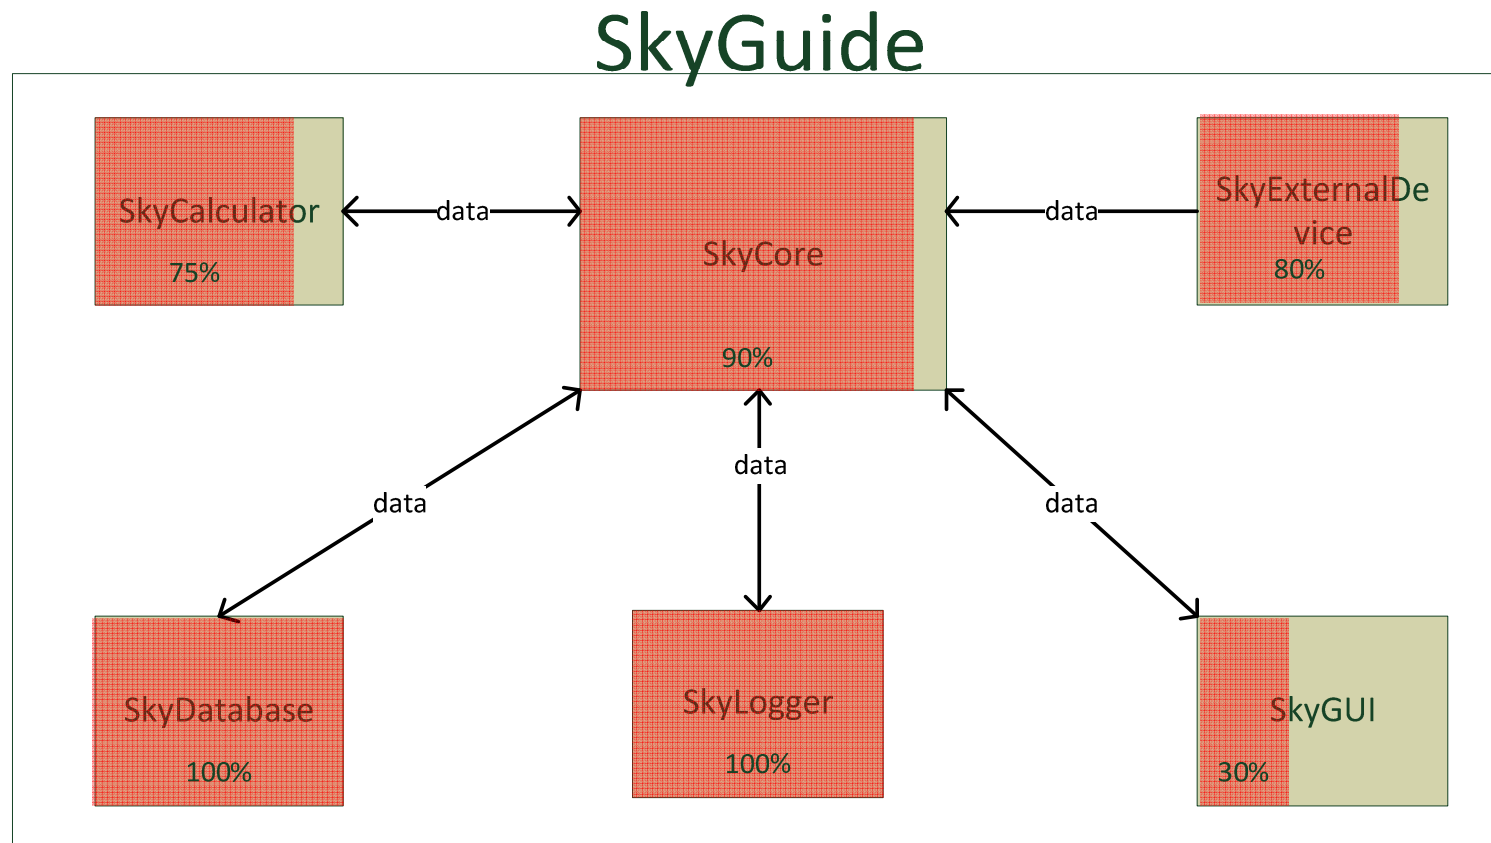 SkyGuide
SkyCalculator
75%
data
SkyCore
90%
data
SkyExternalDe
vice
80%
data
data
data
SkyDatabase
100%
SkyLogger
100%
SkyGUI
30%